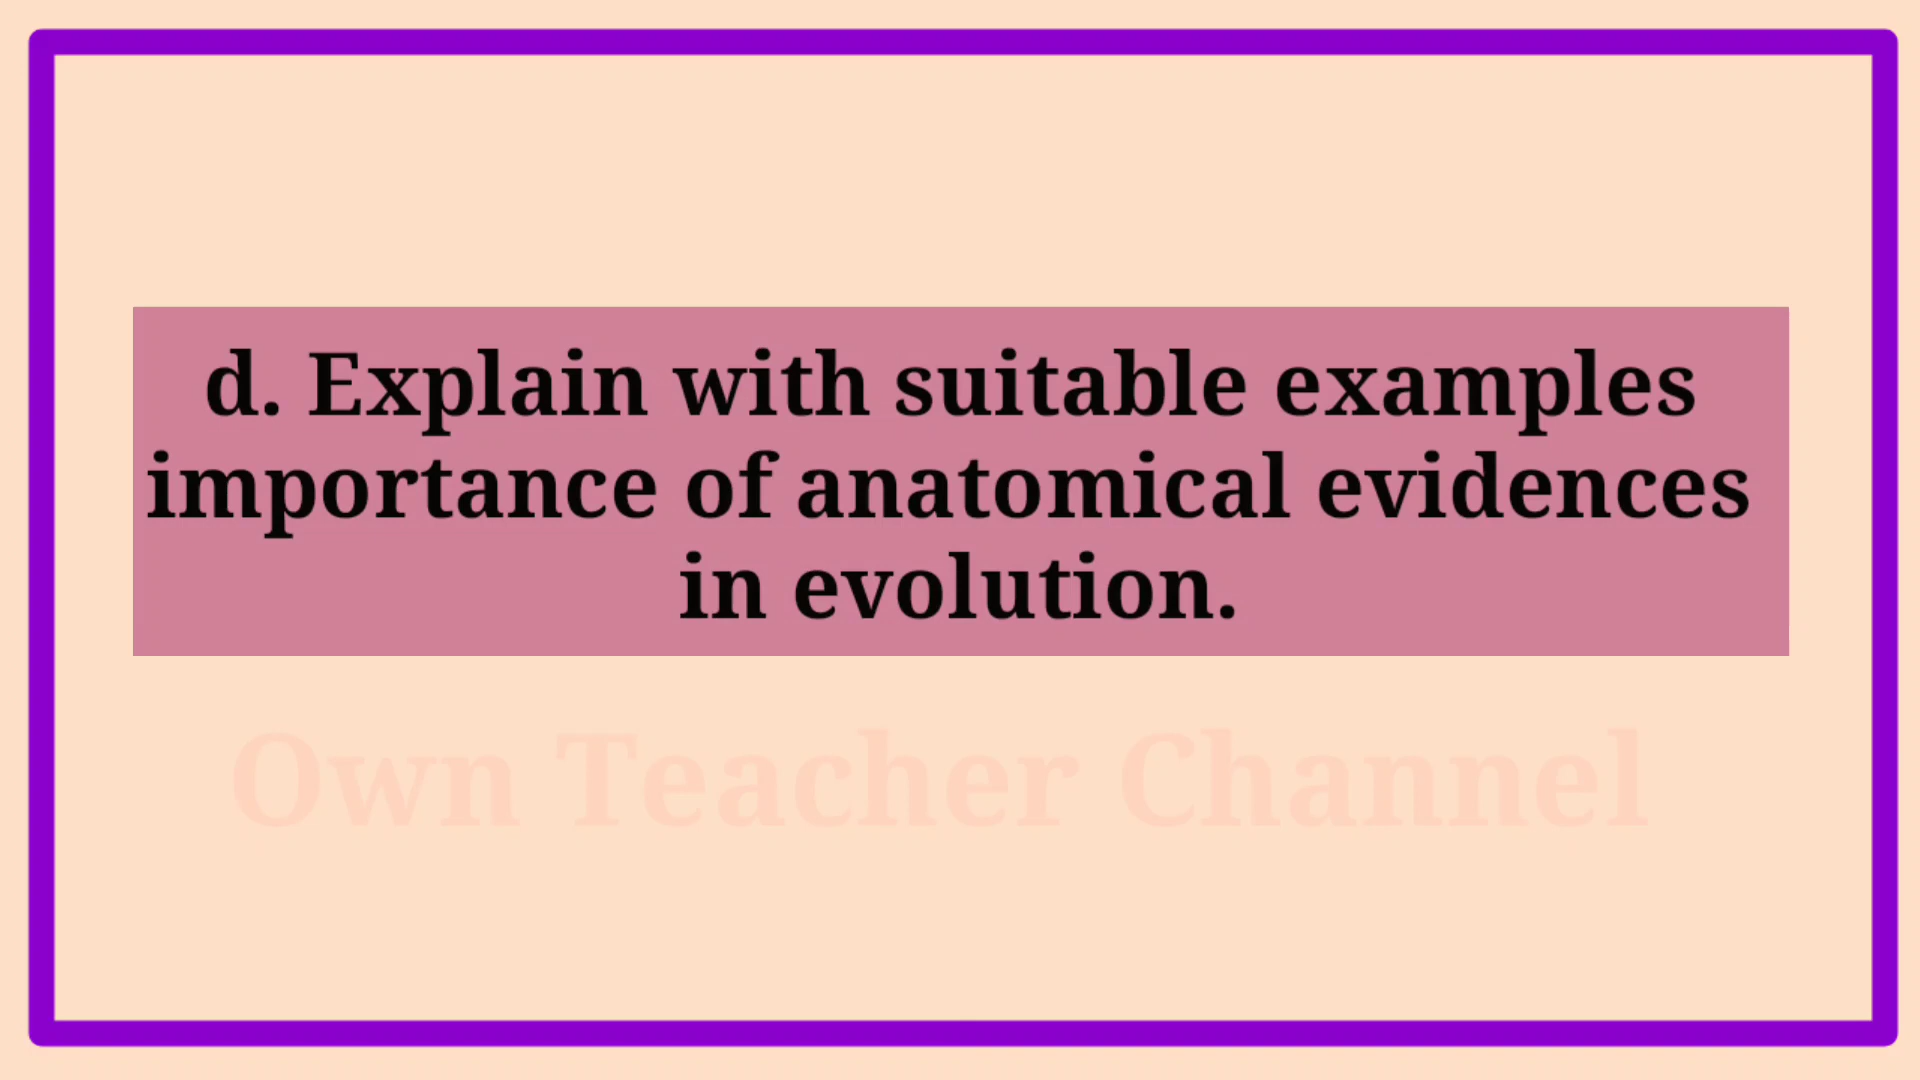 d. Explain with suitable examples
importance of anatomical evidences
in evolution.
Own Teacher Channel